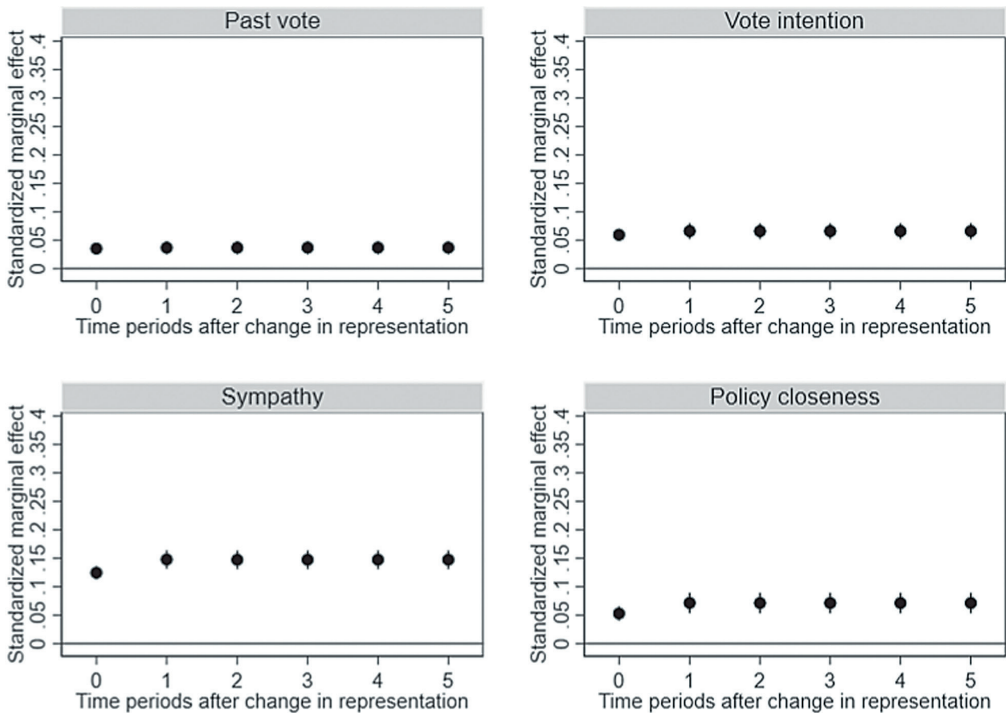 Past vote
Standardized marginal effect
0 .05 .1 .15 .2 .25 .3 .35 .4
0 1 2 3 4 5
Time periods after change in representation
Vote intention
Standardized marginal effect
0 .05 .1 .15 .2 .25 .3 .35 .4
0 1 2 3 4 5
Time periods after change in representation
Sympathy
Standardized marginal effect
0 .05 .1 .15 .2 .25 .3 .35 .4
0 1 2 3 4 5
Time periods after change in representation
Policy closeness
Standardized marginal effect
0 .05 .1 .15 .2 .25 .3 .35 .4
0 1 2 3 4 5
Time periods after change in representation